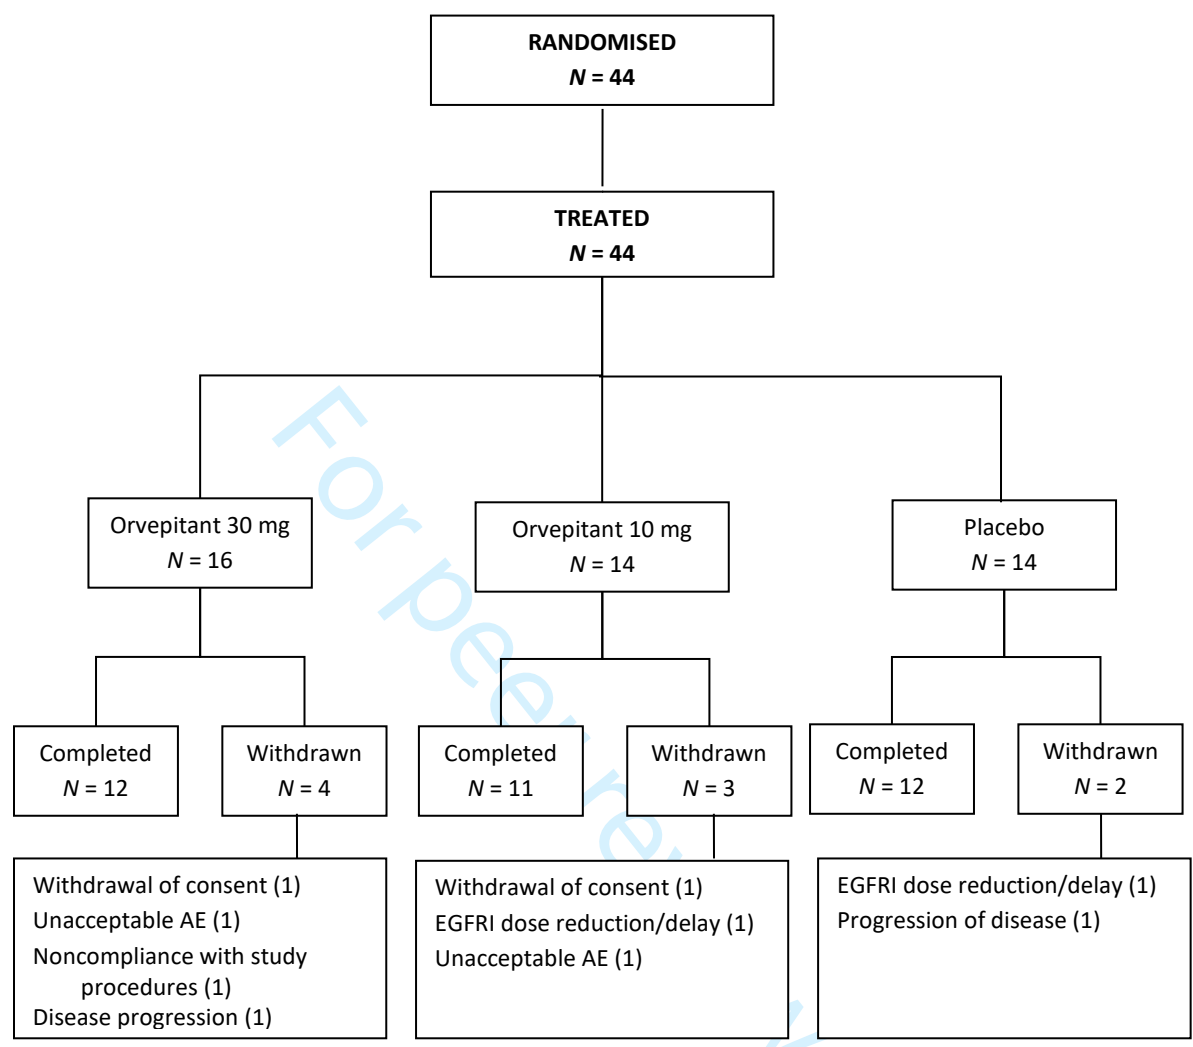 RANDOMISED
N = 44
TREATED
N = 44
Orvepitant 30 mg
N = 16
Orvepitant 10 mg
N = 14
Placebo
N = 14
Completed
N = 12
Withdrawn
N = 4
Completed
N = 11
Withdrawn
N = 3
Completed
N = 12
Withdrawn
N = 2
Withdrawal of consent (1)
Unacceptable AE (1)
Noncompliance with study
procedures (1)
Disease progression (1)
Withdrawal of consent (1)
EGFRI dose reduction/delay (1)
Unacceptable AE (1)
EGFRI dose reduction/delay (1)
Progression of disease (1)
For peer